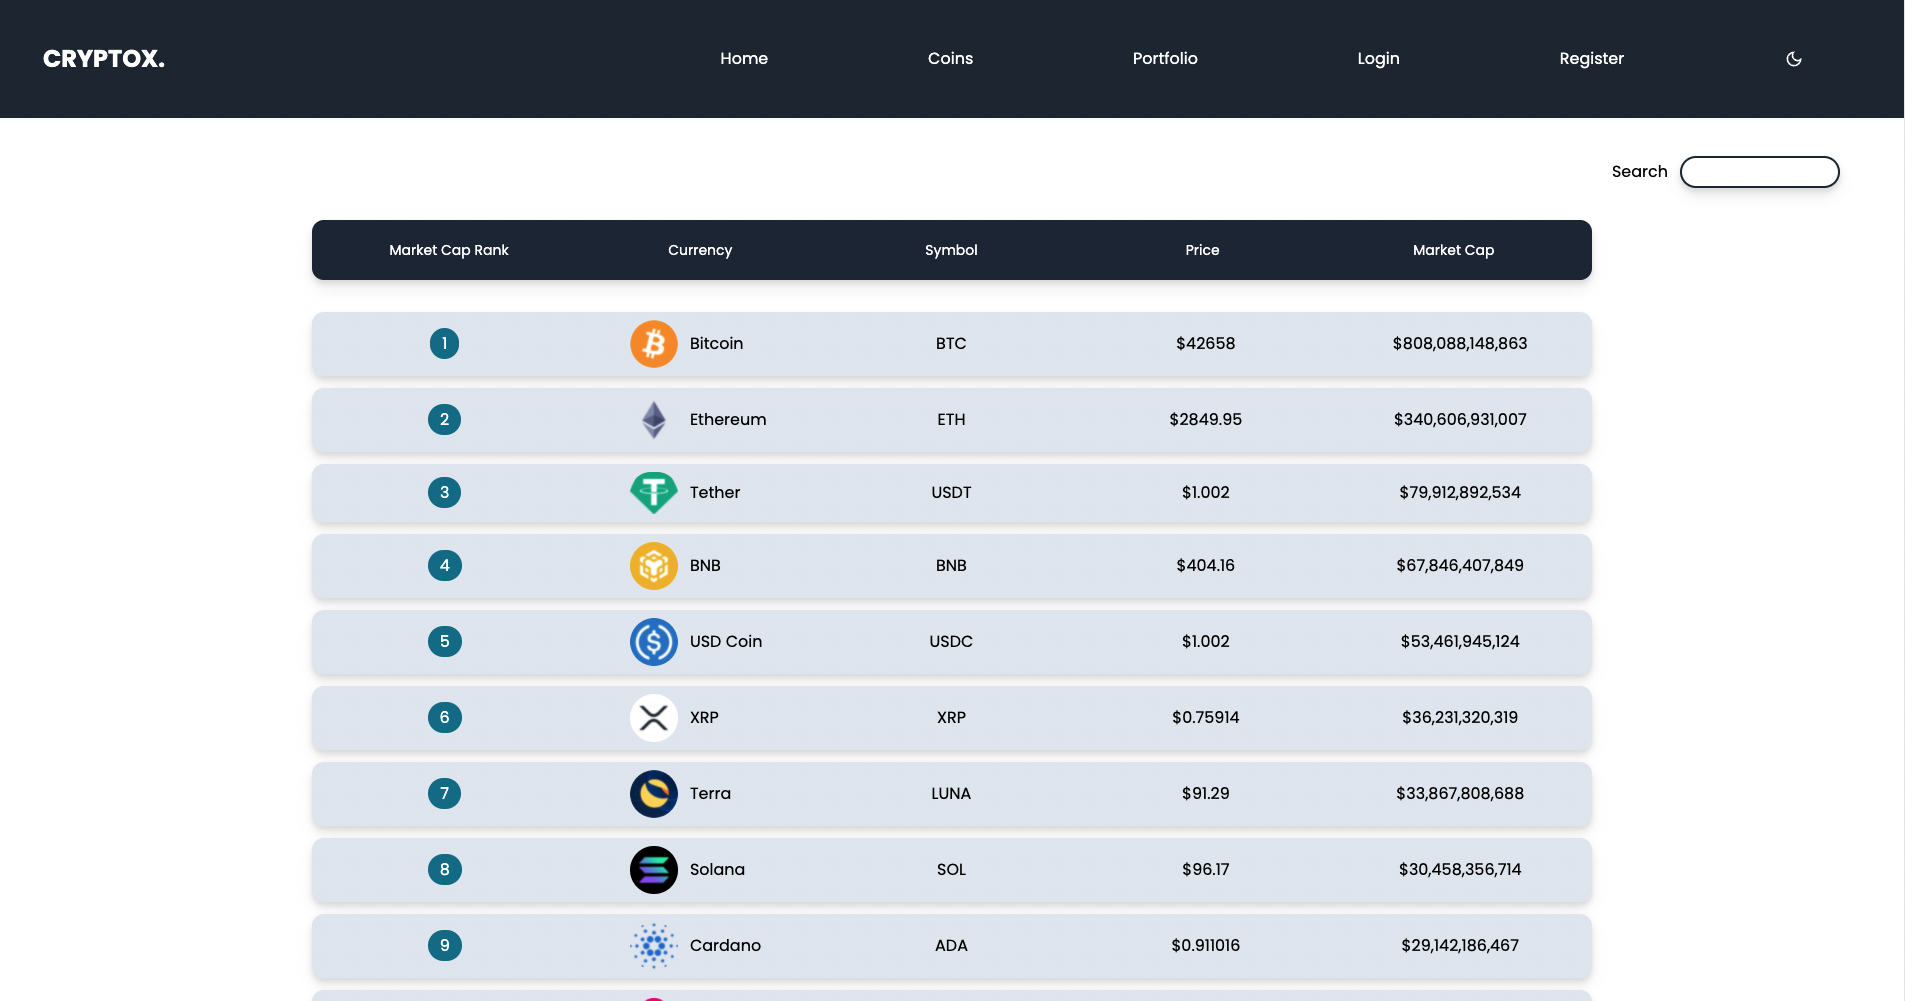 CRYPTOX. Home Coins Portfolio Login Register
Search
Market Cap Rank Currency Symbol Price Market Cap
1 Bitcoin BTC $42658 $808,088,148,863
2 Ethereum ETH $2849.95 $340,606,931,007
3 Tether USDT $1.002 $79,912,892,534
4 BNB BNB $404.16 $67,846,407,849
5 USD Coin USDC $1.002 $53,461,945,124
6 XRP XRP $0.75914 $36,231,320,319
7 Terra LUNA $91.29 $33,867,808,688
8 Solana SOL $96.17 $30,458,356,714
9 Cardano ADA $0.911016 $29,142,186,467